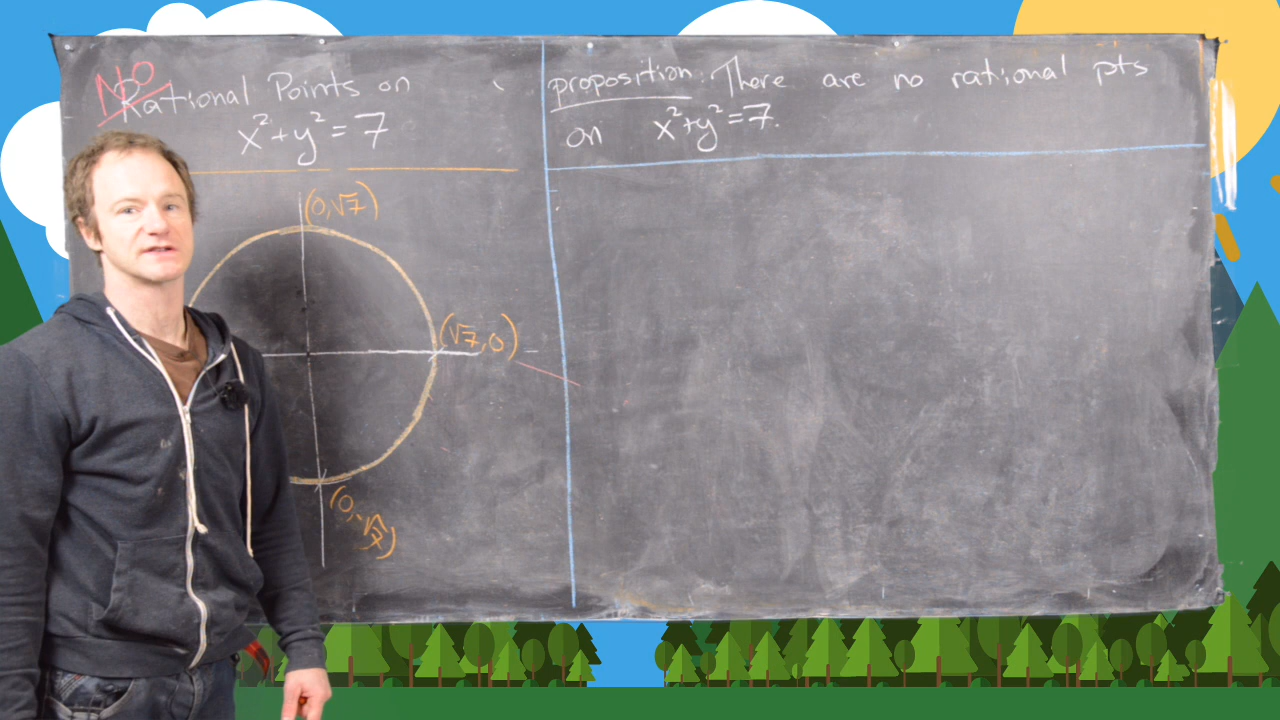 NO
Rational Points on
x²+y²=7
(0,√7)
(√7,0)
(0,-√7)
proposition: There are no rational pts
on x²+y²=7.